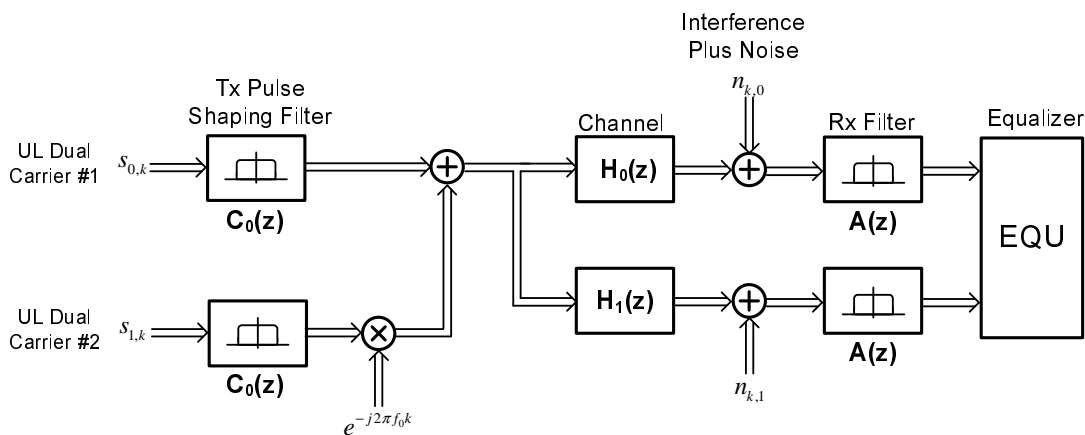 Interference
Plus Noise
n_{k,0}
Tx Pulse
Shaping Filter
Channel
Rx Filter
Equalizer
UL Dual
Carrier #1
s_{0,k}
+
H_0(z)
+
EQU
C_0(z)
A(z)
UL Dual
Carrier #2
s_{1,k}
×
H_1(z)
+
C_0(z)
A(z)
e^{-j2πf_0k}
n_{k,1}